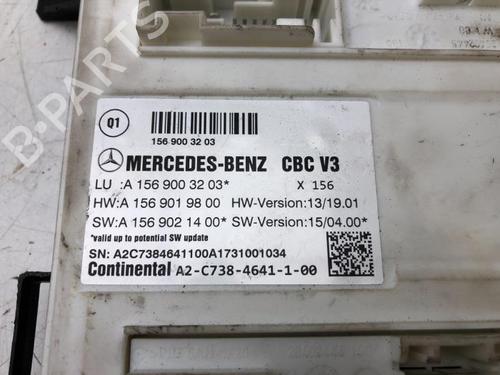 Q1
156 900 32 03
MERCEDES-BENZ CBC V3
LU :A 156 900 32 03* X 156
HW:A 156 901 98 00 HW-Version:13/19.01
SW:A 156 902 14 00* SW-Version:15/04.00*
*valid up to potential SW update
SN: A2C7384641100A1731001034
Continental A2-C738-4641-1-00
B-PARTS